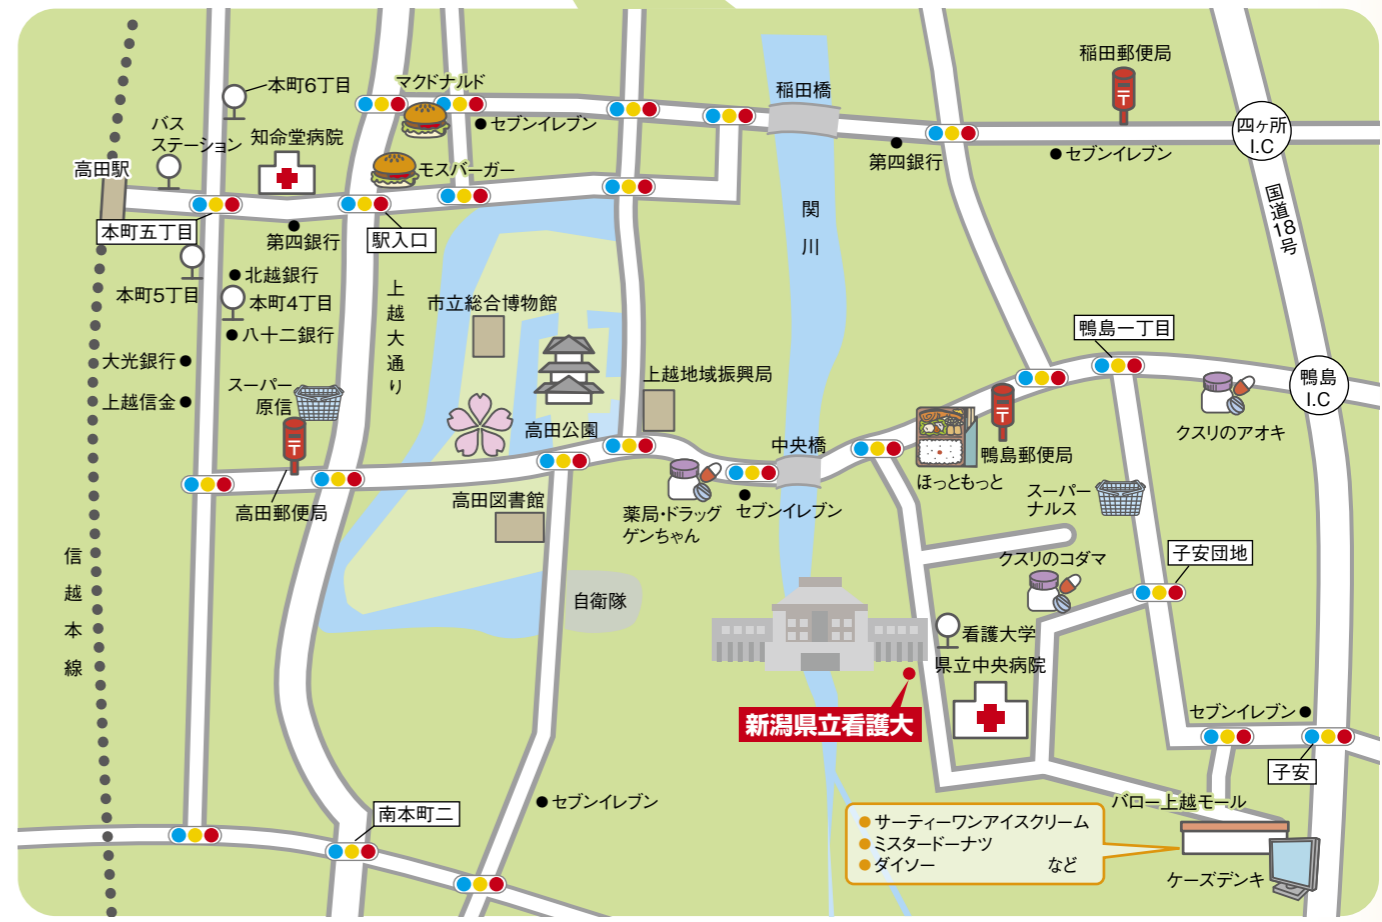 稲田郵便局
マクドナルド
本町6丁目
稲田橋
バス
ステーション
セブンイレブン
四ヶ所
I.C
知命堂病院
第四銀行
セブンイレブン
高田駅
モスバーガー
関川
国道18号
本町五丁目
第四銀行
駅入口
北越銀行
本町5丁目
本町4丁目
上越大通り
市立総合博物館
八十二銀行
鴨島一丁目
大光銀行
上越地域振興局
鴨島
I.C
スーパー
原信
上越信金
高田公園
中央橋
クスリのアオキ
鴨島郵便局
ほっともっと
高田図書館
スーパー
ナルス
高田郵便局
薬局・ドラッグ
ゲンちゃん
セブンイレブン
信越本線
クスリのコダマ
子安団地
自衛隊
看護大学
県立中央病院
新潟県立看護大
セブンイレブン
子安
セブンイレブン
南本町二
バロー上越モール
サーティーワンアイスクリーム
ミスタードーナツ
ダイソー など
ケーズデンキ
〒
〒
〒